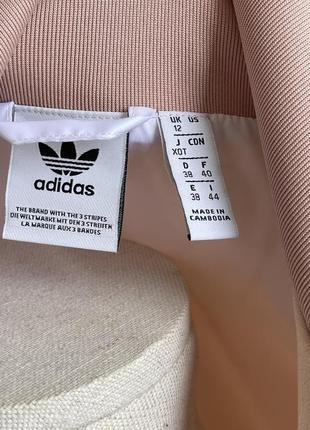 adidas
THE BRAND WITH THE 3 STRIPES
DIE WELTMARKE MIT DEN 3 STREIFEN
LA MARQUE AUX 3 BANDES
UK US
12
J CDN
XOT
D F
38 40
E I
38 44
MADE IN
CAMBODIA